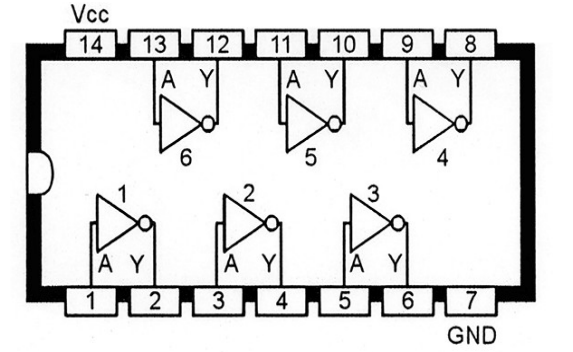 Vcc
14 13 12 11 10 9 8
A Y A Y A Y
6 5 4
1 2 3
A Y A Y A Y
1 2 3 4 5 6 7
GND